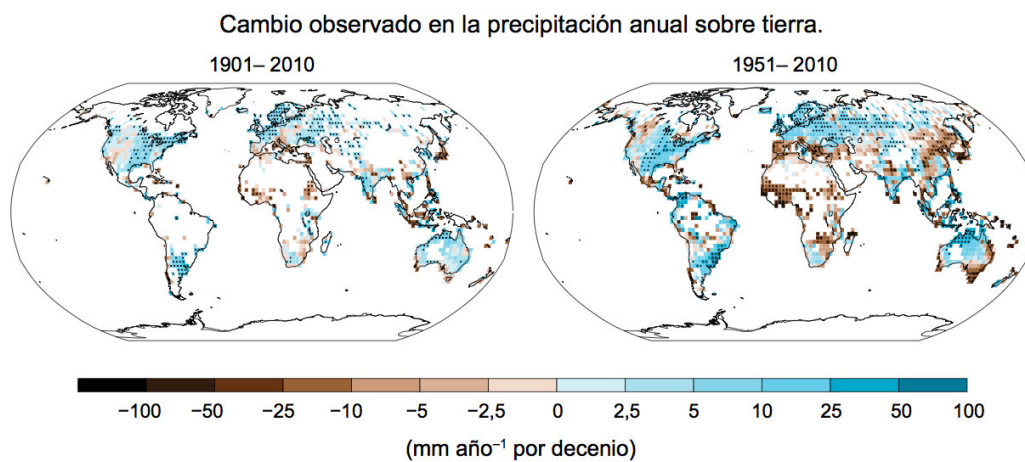 Cambio observado en la precipitación anual sobre tierra.
1901– 2010
1951– 2010
−100 −50 −25 −10 −5 −2,5 0 2,5 5 10 25 50 100
(mm año⁻¹ por decenio)